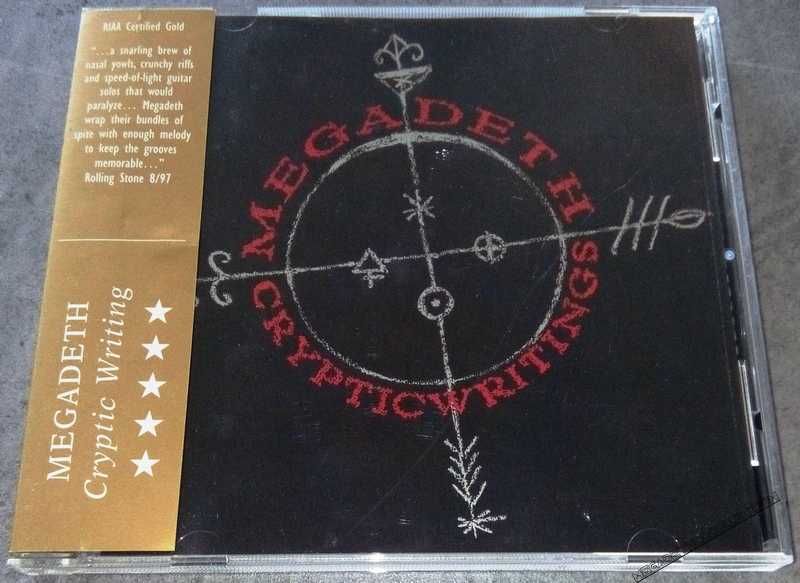 RIAA Certified Gold
"...a snarling brew of
nasal yowls, crunchy riffs
and speed-of-light guitar
solos that would
paralyze... Megadeth
wrap their bundles of
spite with enough melody
to keep the grooves
memorable..."
Rolling Stone 8/97
MEGADETH
Cryptic Writing
MEGADETH
CRYPTICWRITINGS